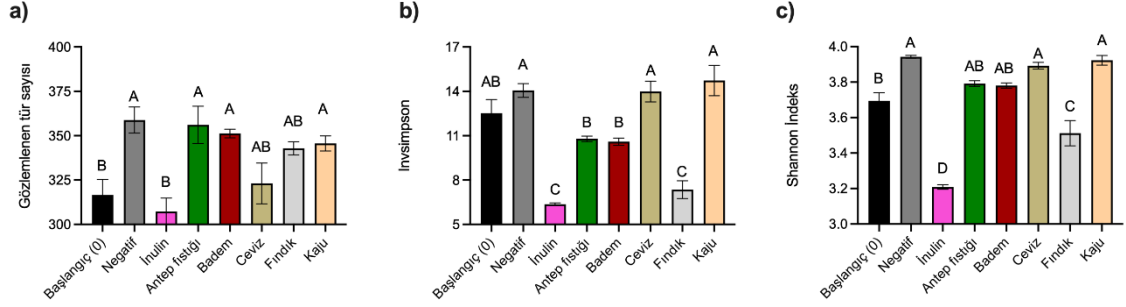 a)
Gözlemlenen tür sayısı
400
375
350
325
300
B
A
B
A
A
AB
AB
A
Başlangıç (0)
Negatif
İnulin
Antep fıstığı
Badem
Ceviz
Fındık
Kaju
b)
Invsimpson
17
14
11
8
5
AB
A
C
B
B
A
C
A
Başlangıç (0)
Negatif
İnulin
Antep fıstığı
Badem
Ceviz
Fındık
Kaju
c)
Shannon İndeks
4.0
3.8
3.6
3.4
3.2
3.0
B
A
D
AB
AB
A
C
A
Başlangıç (0)
Negatif
İnulin
Antep fıstığı
Badem
Ceviz
Fındık
Kaju